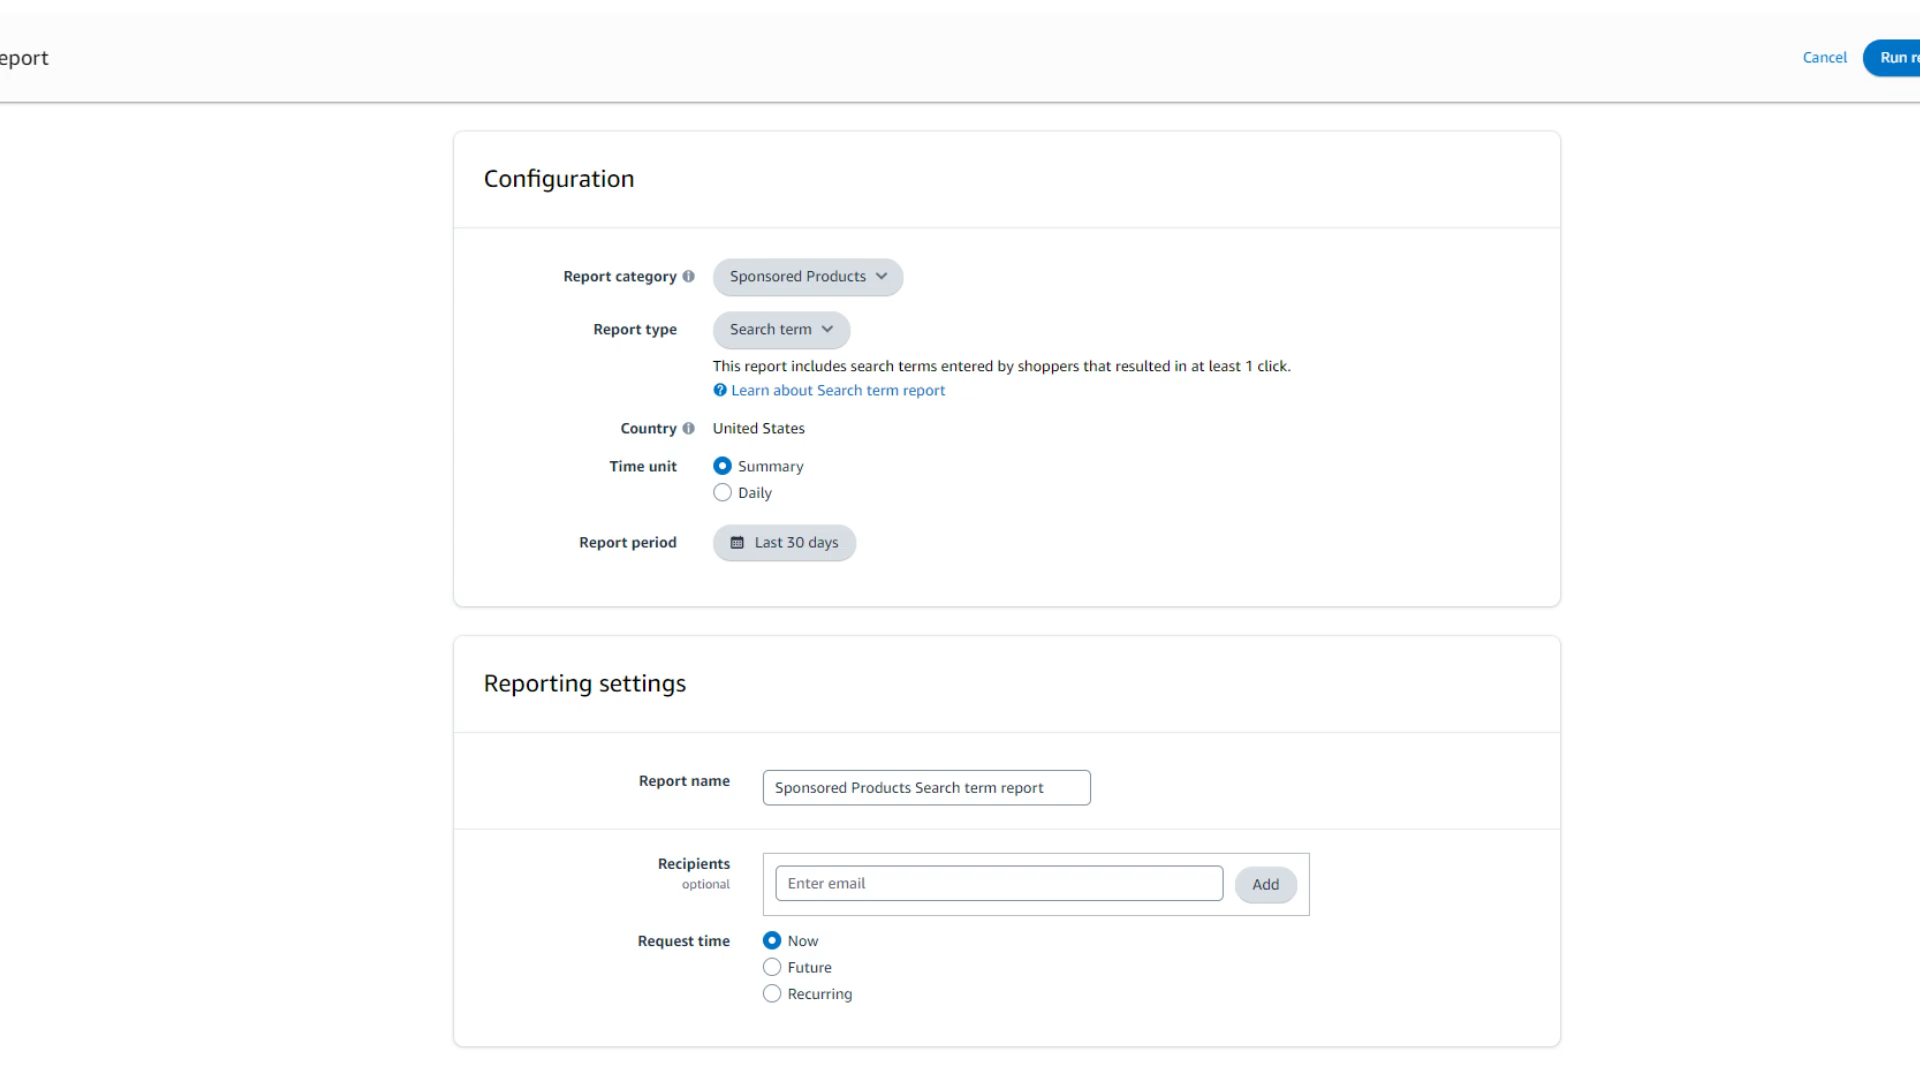 eport
Cancel
Run re
Configuration
Report category
Sponsored Products
Report type
Search term
This report includes search terms entered by shoppers that resulted in at least 1 click.
Learn about Search term report
Country
United States
Time unit
Summary
Daily
Report period
Last 30 days
Reporting settings
Report name
Sponsored Products Search term report
Recipients
optional
Enter email
Add
Request time
Now
Future
Recurring